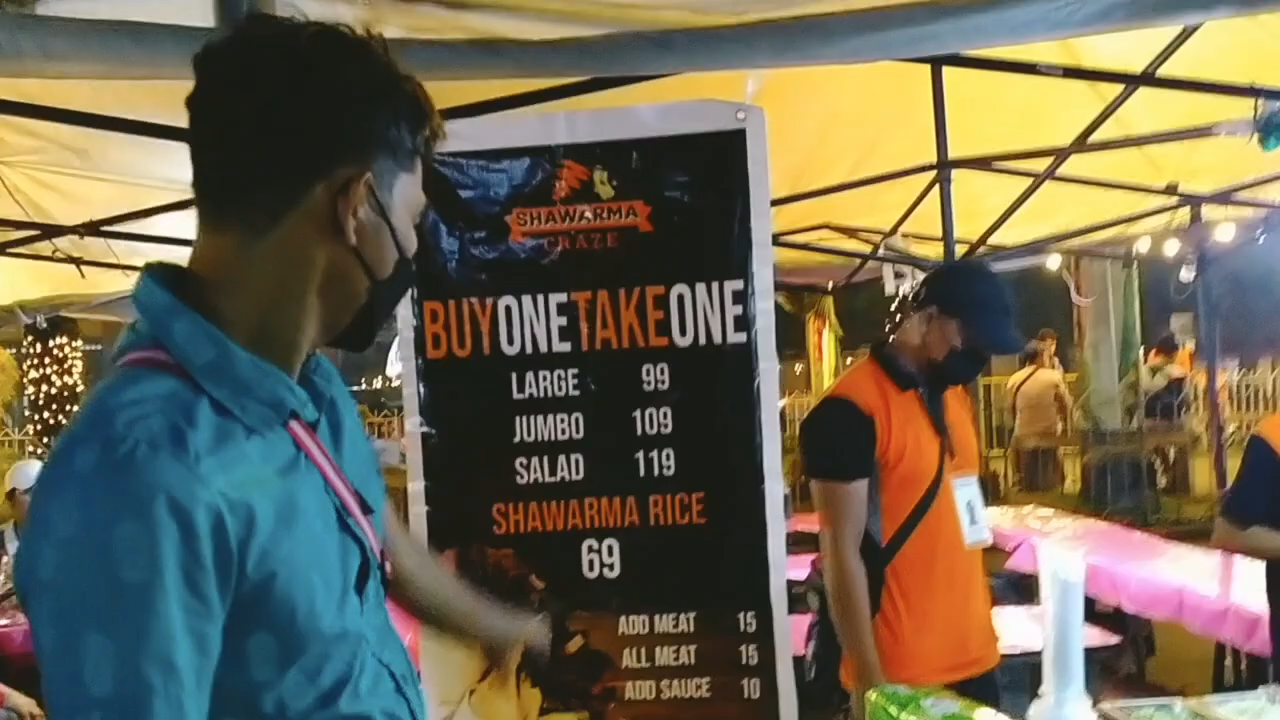 SHAWARMA
CRAZE
BUYONETAKEONE
LARGE 99
JUMBO 109
SALAD 119
SHAWARMA RICE
69
ADD MEAT 15
ALL MEAT 15
ADD SAUCE 10